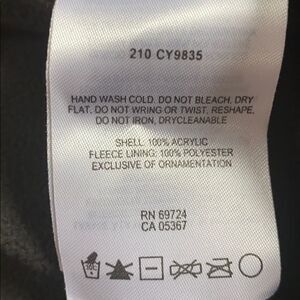 210 CY9835
HAND WASH COLD. DO NOT BLEACH, DRY
FLAT. DO NOT WRING OR TWIST, RESHAPE,
DO NOT IRON, DRYCLEANABLE
SHELL: 100% ACRYLIC
FLEECE LINING: 100% POLYESTER
EXCLUSIVE OF ORNAMENTATION
RN 69724
CA 05367